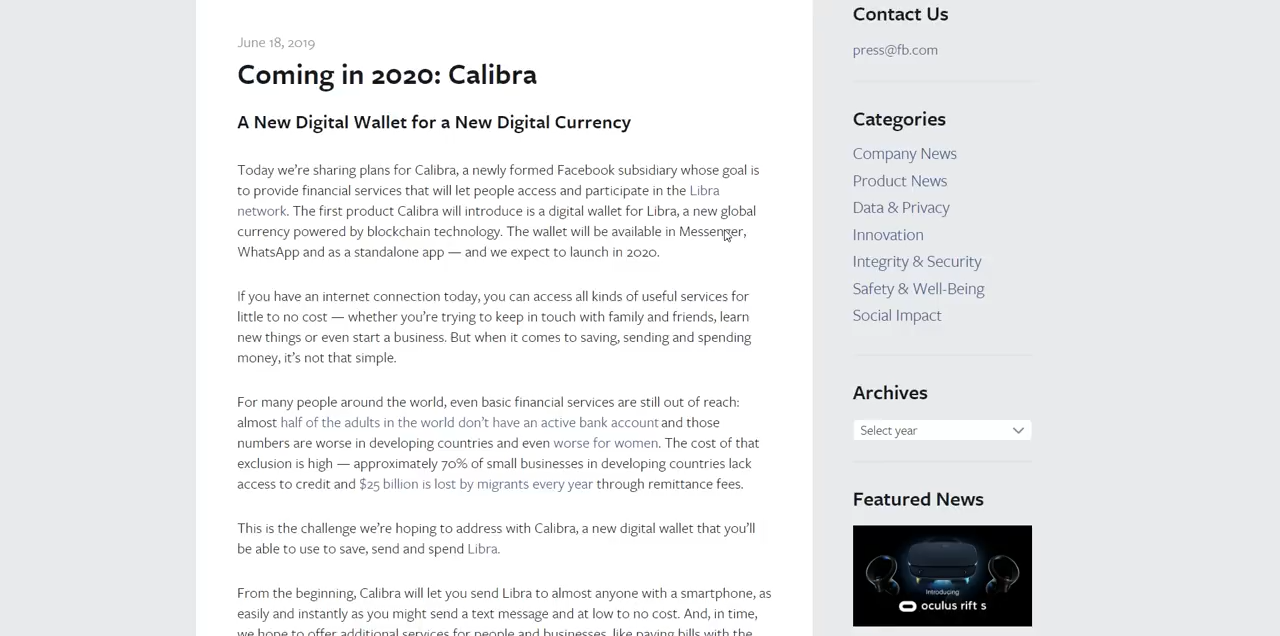 June 18, 2019
Coming in 2020: Calibra
A New Digital Wallet for a New Digital Currency
Today we're sharing plans for Calibra, a newly formed Facebook subsidiary whose goal is
to provide financial services that will let people access and participate in the Libra
network. The first product Calibra will introduce is a digital wallet for Libra, a new global
currency powered by blockchain technology. The wallet will be available in Messenger,
WhatsApp and as a standalone app — and we expect to launch in 2020.
If you have an internet connection today, you can access all kinds of useful services for
little to no cost — whether you're trying to keep in touch with family and friends, learn
new things or even start a business. But when it comes to saving, sending and spending
money, it's not that simple.
For many people around the world, even basic financial services are still out of reach:
almost half of the adults in the world don't have an active bank account and those
numbers are worse in developing countries and even worse for women. The cost of that
exclusion is high — approximately 70% of small businesses in developing countries lack
access to credit and $25 billion is lost by migrants every year through remittance fees.
This is the challenge we're hoping to address with Calibra, a new digital wallet that you'll
be able to use to save, send and spend Libra.
From the beginning, Calibra will let you send Libra to almost anyone with a smartphone, as
easily and instantly as you might send a text message and at low to no cost. And, in time,
we hope to offer additional services for people and businesses, like paying bills with the
Contact Us
press@fb.com
Categories
Company News
Product News
Data & Privacy
Innovation
Integrity & Security
Safety & Well-Being
Social Impact
Archives
Select year
Featured News
Introducing
oculus rift s